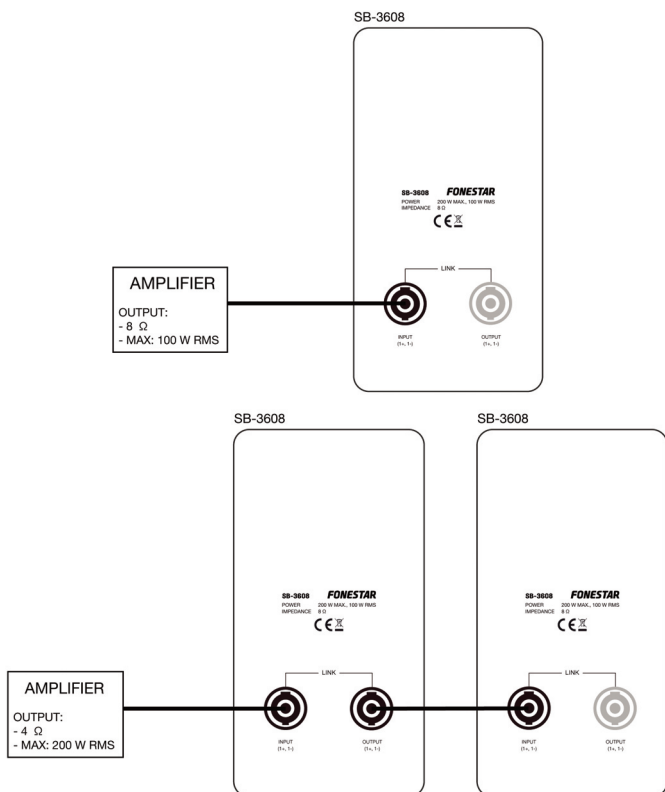 SB-3608
SB-3608 FONESTAR
POWER 200 W MAX., 100 W RMS
IMPEDANCE 8 Ω
CE
LINK
INPUT
(1+, 1-)
OUTPUT
(1+, 1-)
AMPLIFIER
OUTPUT:
- 8 Ω
- MAX: 100 W RMS
SB-3608
SB-3608
SB-3608 FONESTAR
POWER 200 W MAX., 100 W RMS
IMPEDANCE 8 Ω
CE
LINK
INPUT
(1+, 1-)
OUTPUT
(1+, 1-)
SB-3608 FONESTAR
POWER 200 W MAX., 100 W RMS
IMPEDANCE 8 Ω
CE
LINK
INPUT
(1+, 1-)
OUTPUT
(1+, 1-)
AMPLIFIER
OUTPUT:
- 4 Ω
- MAX: 200 W RMS